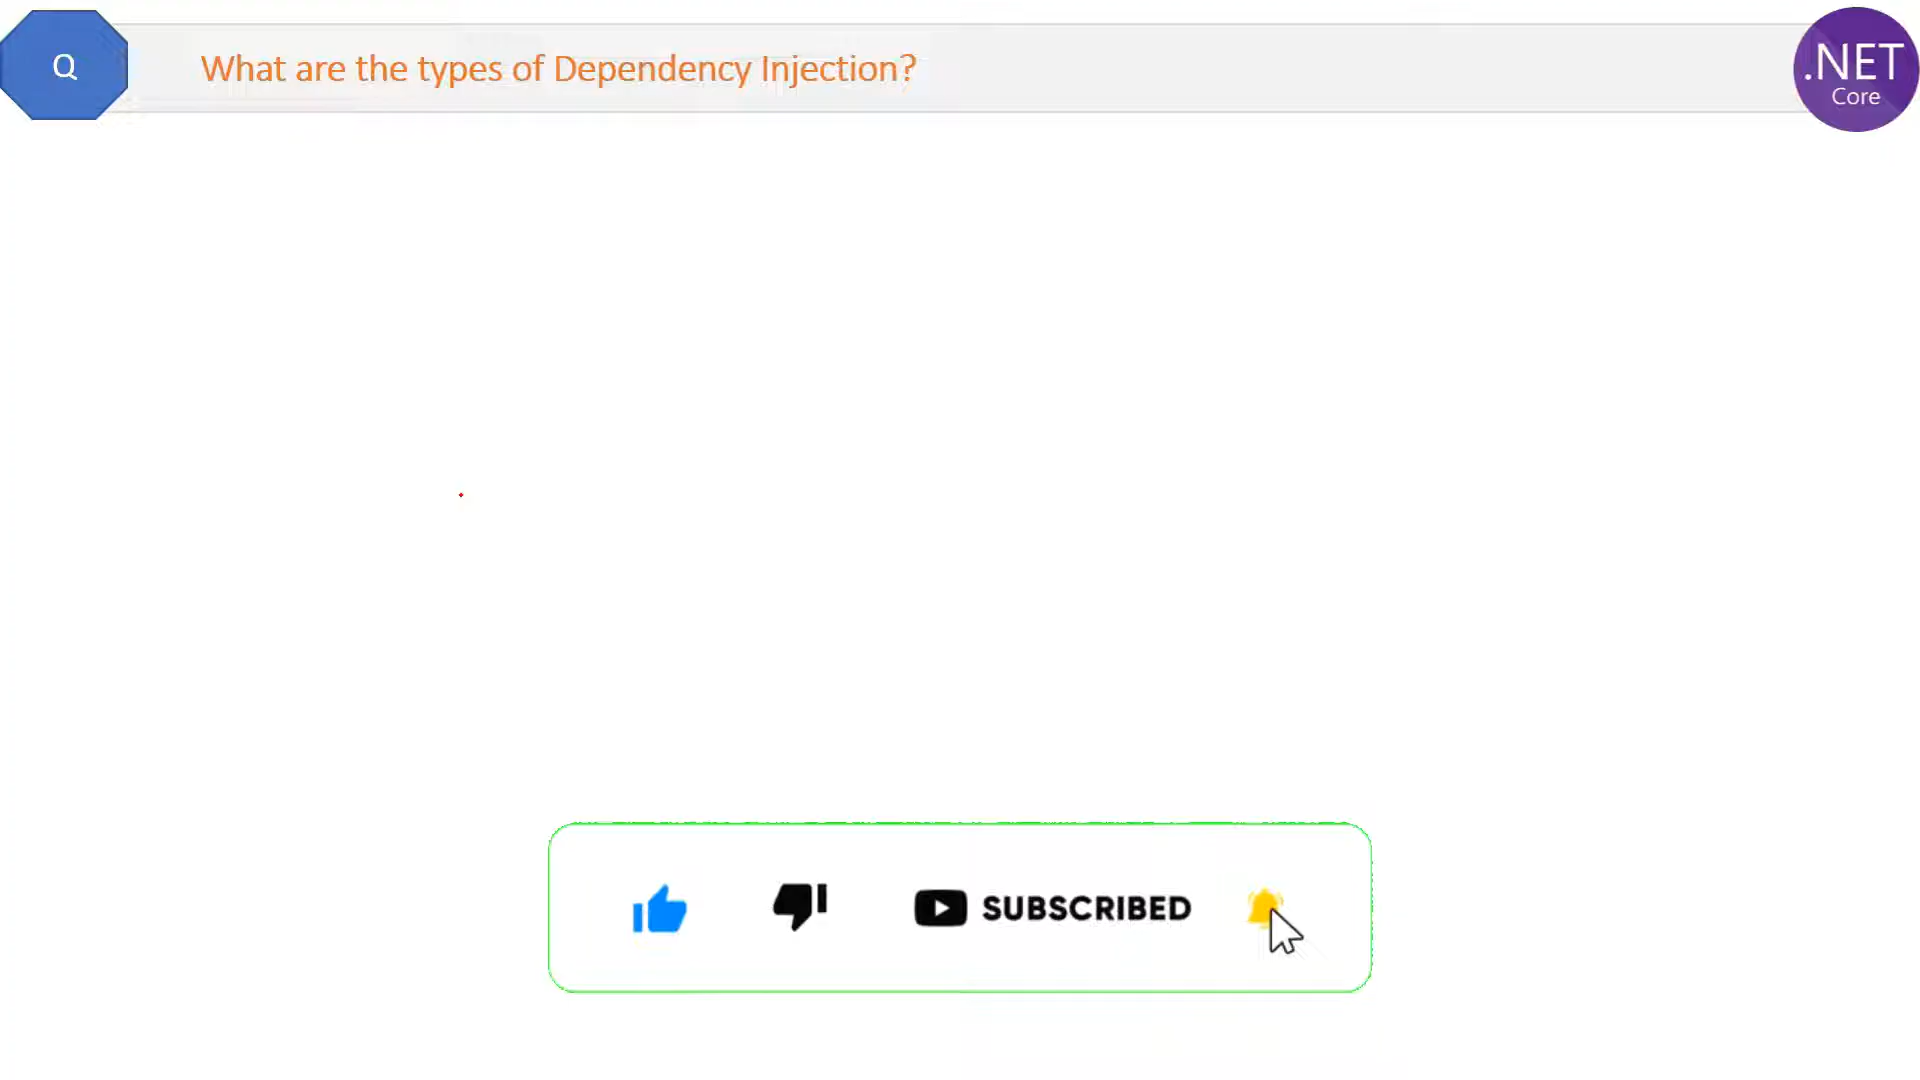 Q
What are the types of Dependency Injection?
.NET
Core
SUBSCRIBED